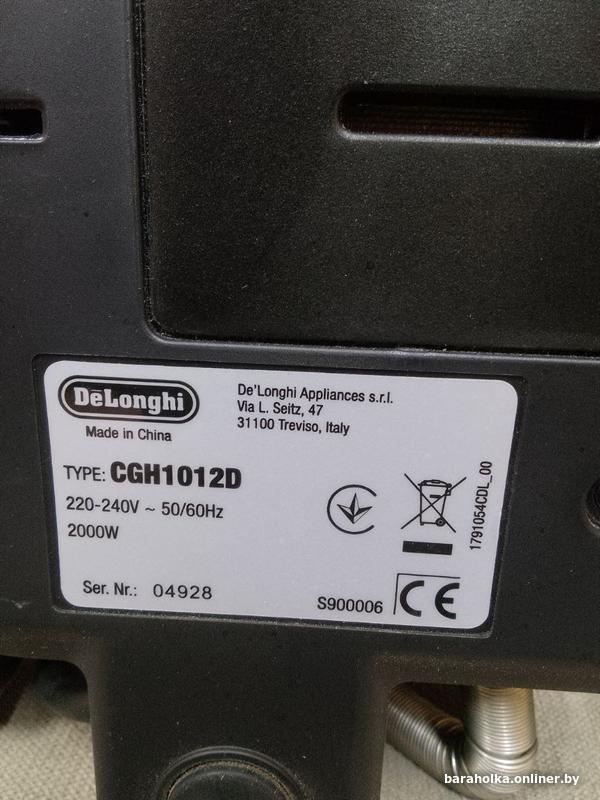 DeLonghi
Made in China
De'Longhi Appliances s.r.l.
Via L. Seitz, 47
31100 Treviso, Italy
TYPE: CGH1012D
220-240V ~ 50/60Hz
2000W
1791054CDL_00
Ser. Nr.: 04928
S900006
CE
baraholka.onliner.by